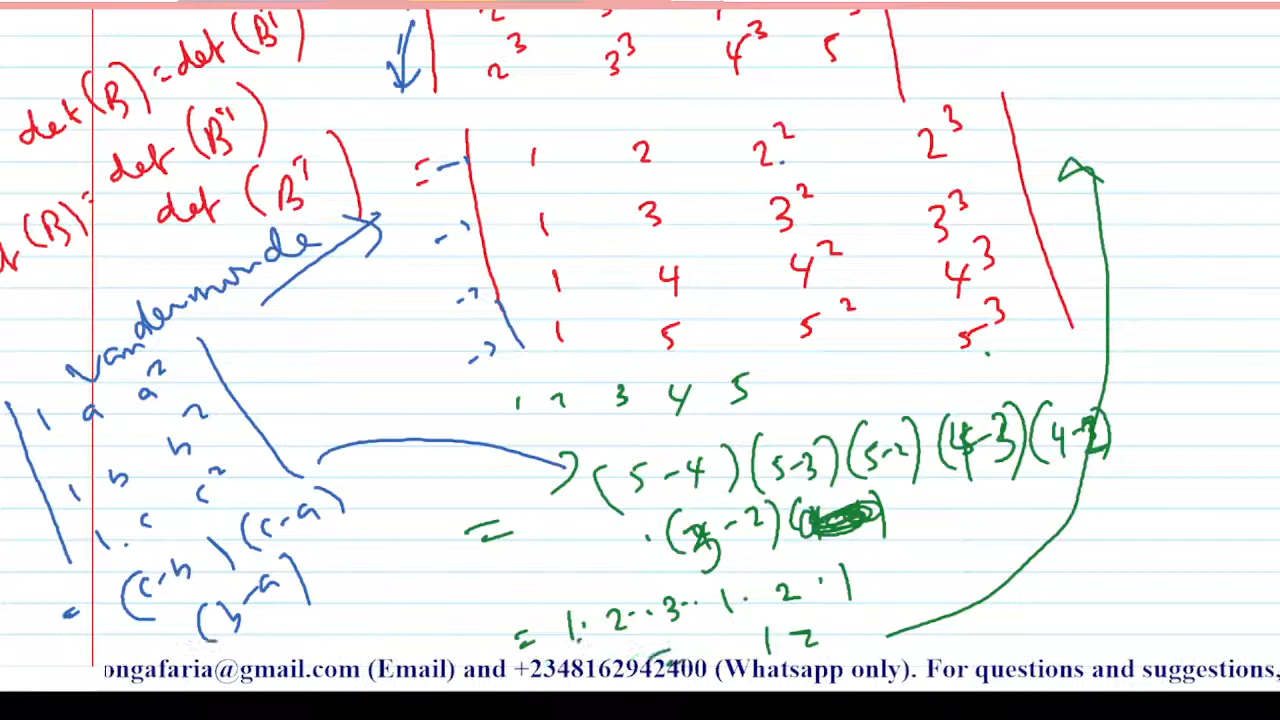 det(B) = det(B')
det(B'')
(B) = det(B'')
2³ 3³ 4³ 5
= | 1 2 2² 2³ |
1 3 3² 3³
1 4 4² 4³
1 5 5² 5³
Vandermunde
1 a a²
1 b b²
1 c c²
= (c-b)(c-a)
(b-a)
1 2 3 4 5
= (5-4)(5-3)(5-2)(4-3)(4-2)
·(3-2)
= 1·2·3·1·2·1
= 12
ongafaria@gmail.com (Email) and +2348162942400 (Whatsapp only). For questions and suggestions,